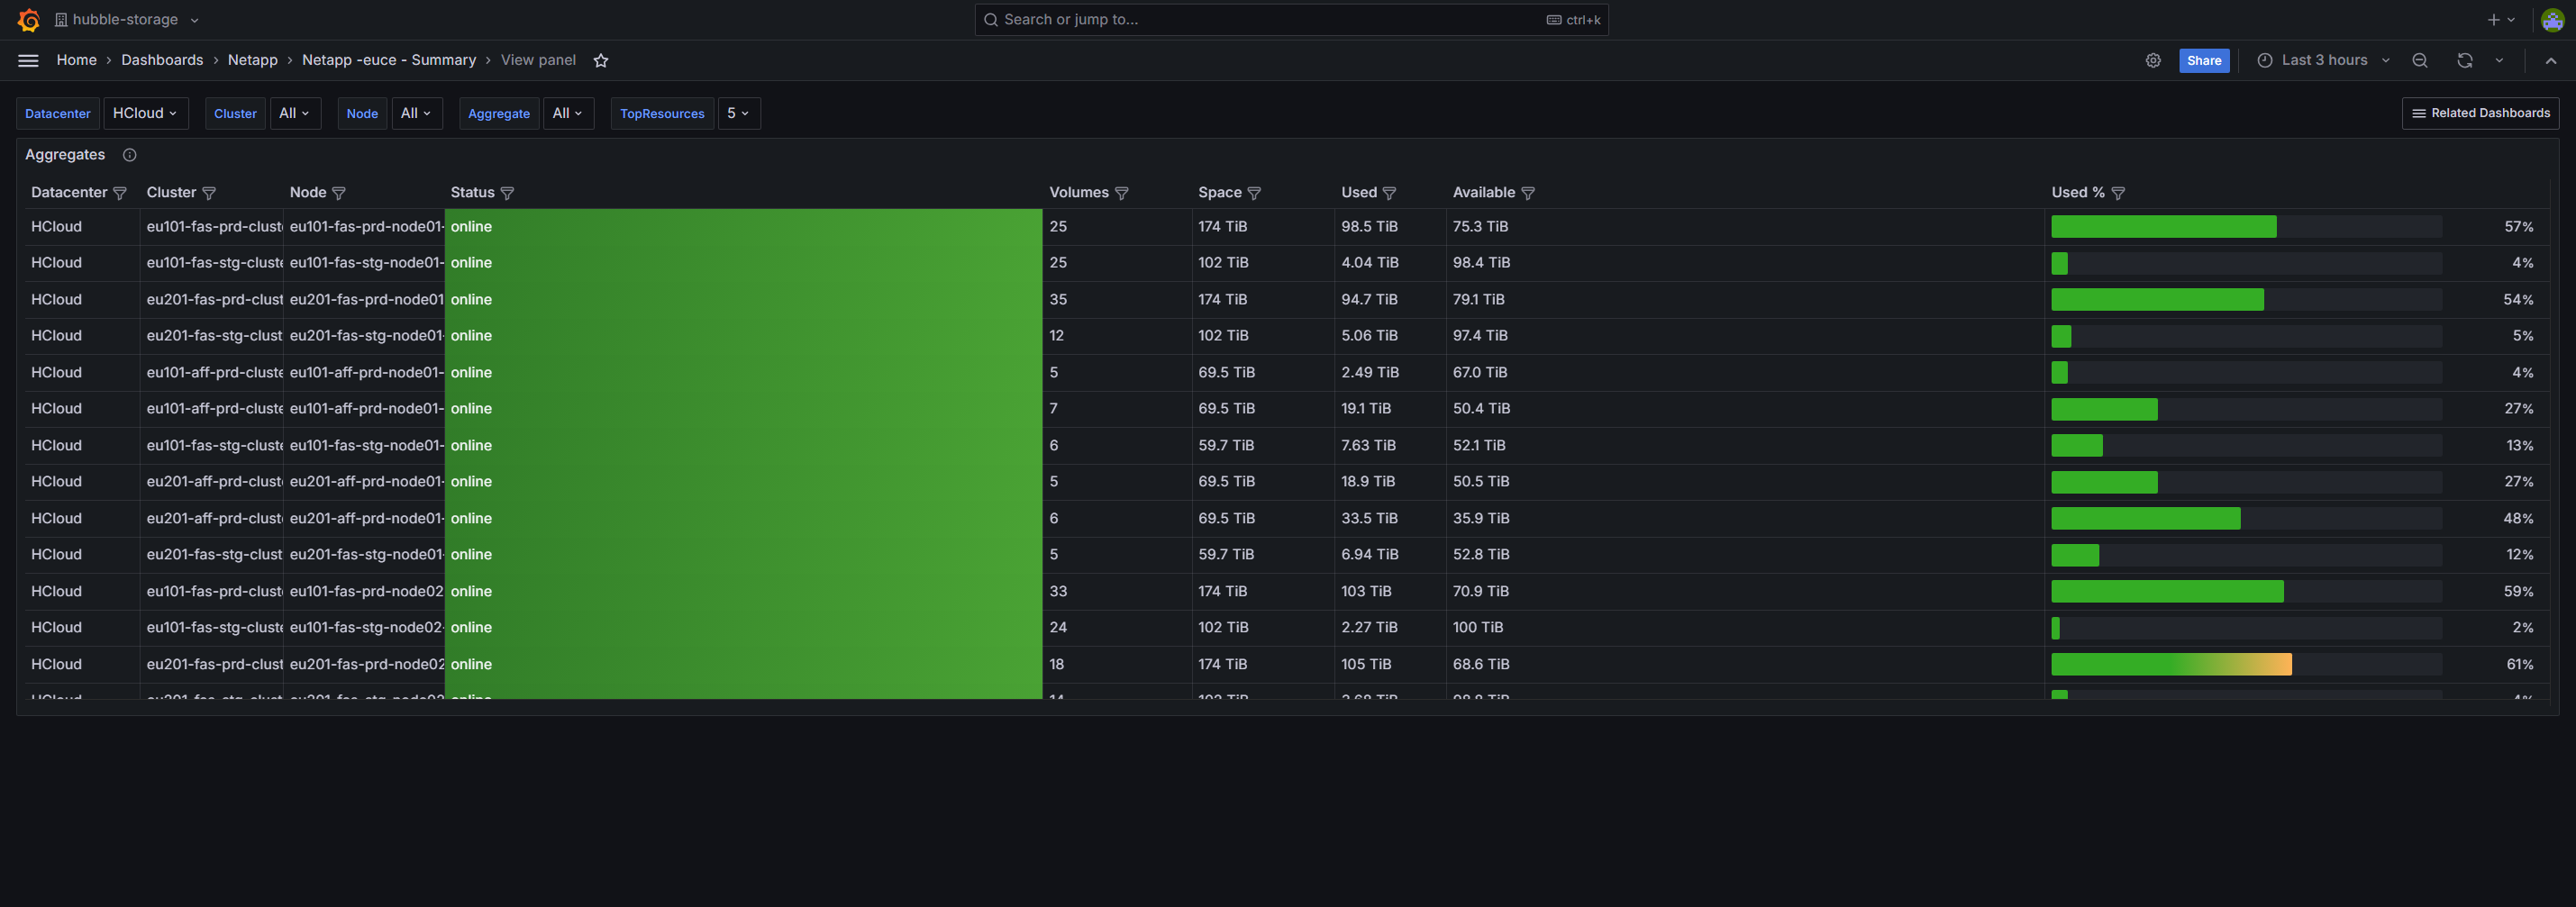 hubble-storage
Search or jump to...
ctrl+k
Home › Dashboards › Netapp › Netapp -euce - Summary › View panel
Share
Last 3 hours
Datacenter HCloud Cluster All Node All Aggregate All TopResources 5
Related Dashboards
Aggregates
Datacenter Cluster Node Status Volumes Space Used Available Used %
HCloud eu101-fas-prd-clust eu101-fas-prd-node01- online 25 174 TiB 98.5 TiB 75.3 TiB 57%
HCloud eu101-fas-stg-cluste eu101-fas-stg-node01- online 25 102 TiB 4.04 TiB 98.4 TiB 4%
HCloud eu201-fas-prd-clust eu201-fas-prd-node01 online 35 174 TiB 94.7 TiB 79.1 TiB 54%
HCloud eu201-fas-stg-clust eu201-fas-stg-node01- online 12 102 TiB 5.06 TiB 97.4 TiB 5%
HCloud eu101-aff-prd-cluste eu101-aff-prd-node01- online 5 69.5 TiB 2.49 TiB 67.0 TiB 4%
HCloud eu101-aff-prd-cluste eu101-aff-prd-node01- online 7 69.5 TiB 19.1 TiB 50.4 TiB 27%
HCloud eu101-fas-stg-cluste eu101-fas-stg-node01- online 6 59.7 TiB 7.63 TiB 52.1 TiB 13%
HCloud eu201-aff-prd-clust eu201-aff-prd-node01- online 5 69.5 TiB 18.9 TiB 50.5 TiB 27%
HCloud eu201-aff-prd-clust eu201-aff-prd-node01- online 6 69.5 TiB 33.5 TiB 35.9 TiB 48%
HCloud eu201-fas-stg-clust eu201-fas-stg-node01- online 5 59.7 TiB 6.94 TiB 52.8 TiB 12%
HCloud eu101-fas-prd-clust eu101-fas-prd-node02 online 33 174 TiB 103 TiB 70.9 TiB 59%
HCloud eu101-fas-stg-cluste eu101-fas-stg-node02- online 24 102 TiB 2.27 TiB 100 TiB 2%
HCloud eu201-fas-prd-clust eu201-fas-prd-node02 online 18 174 TiB 105 TiB 68.6 TiB 61%